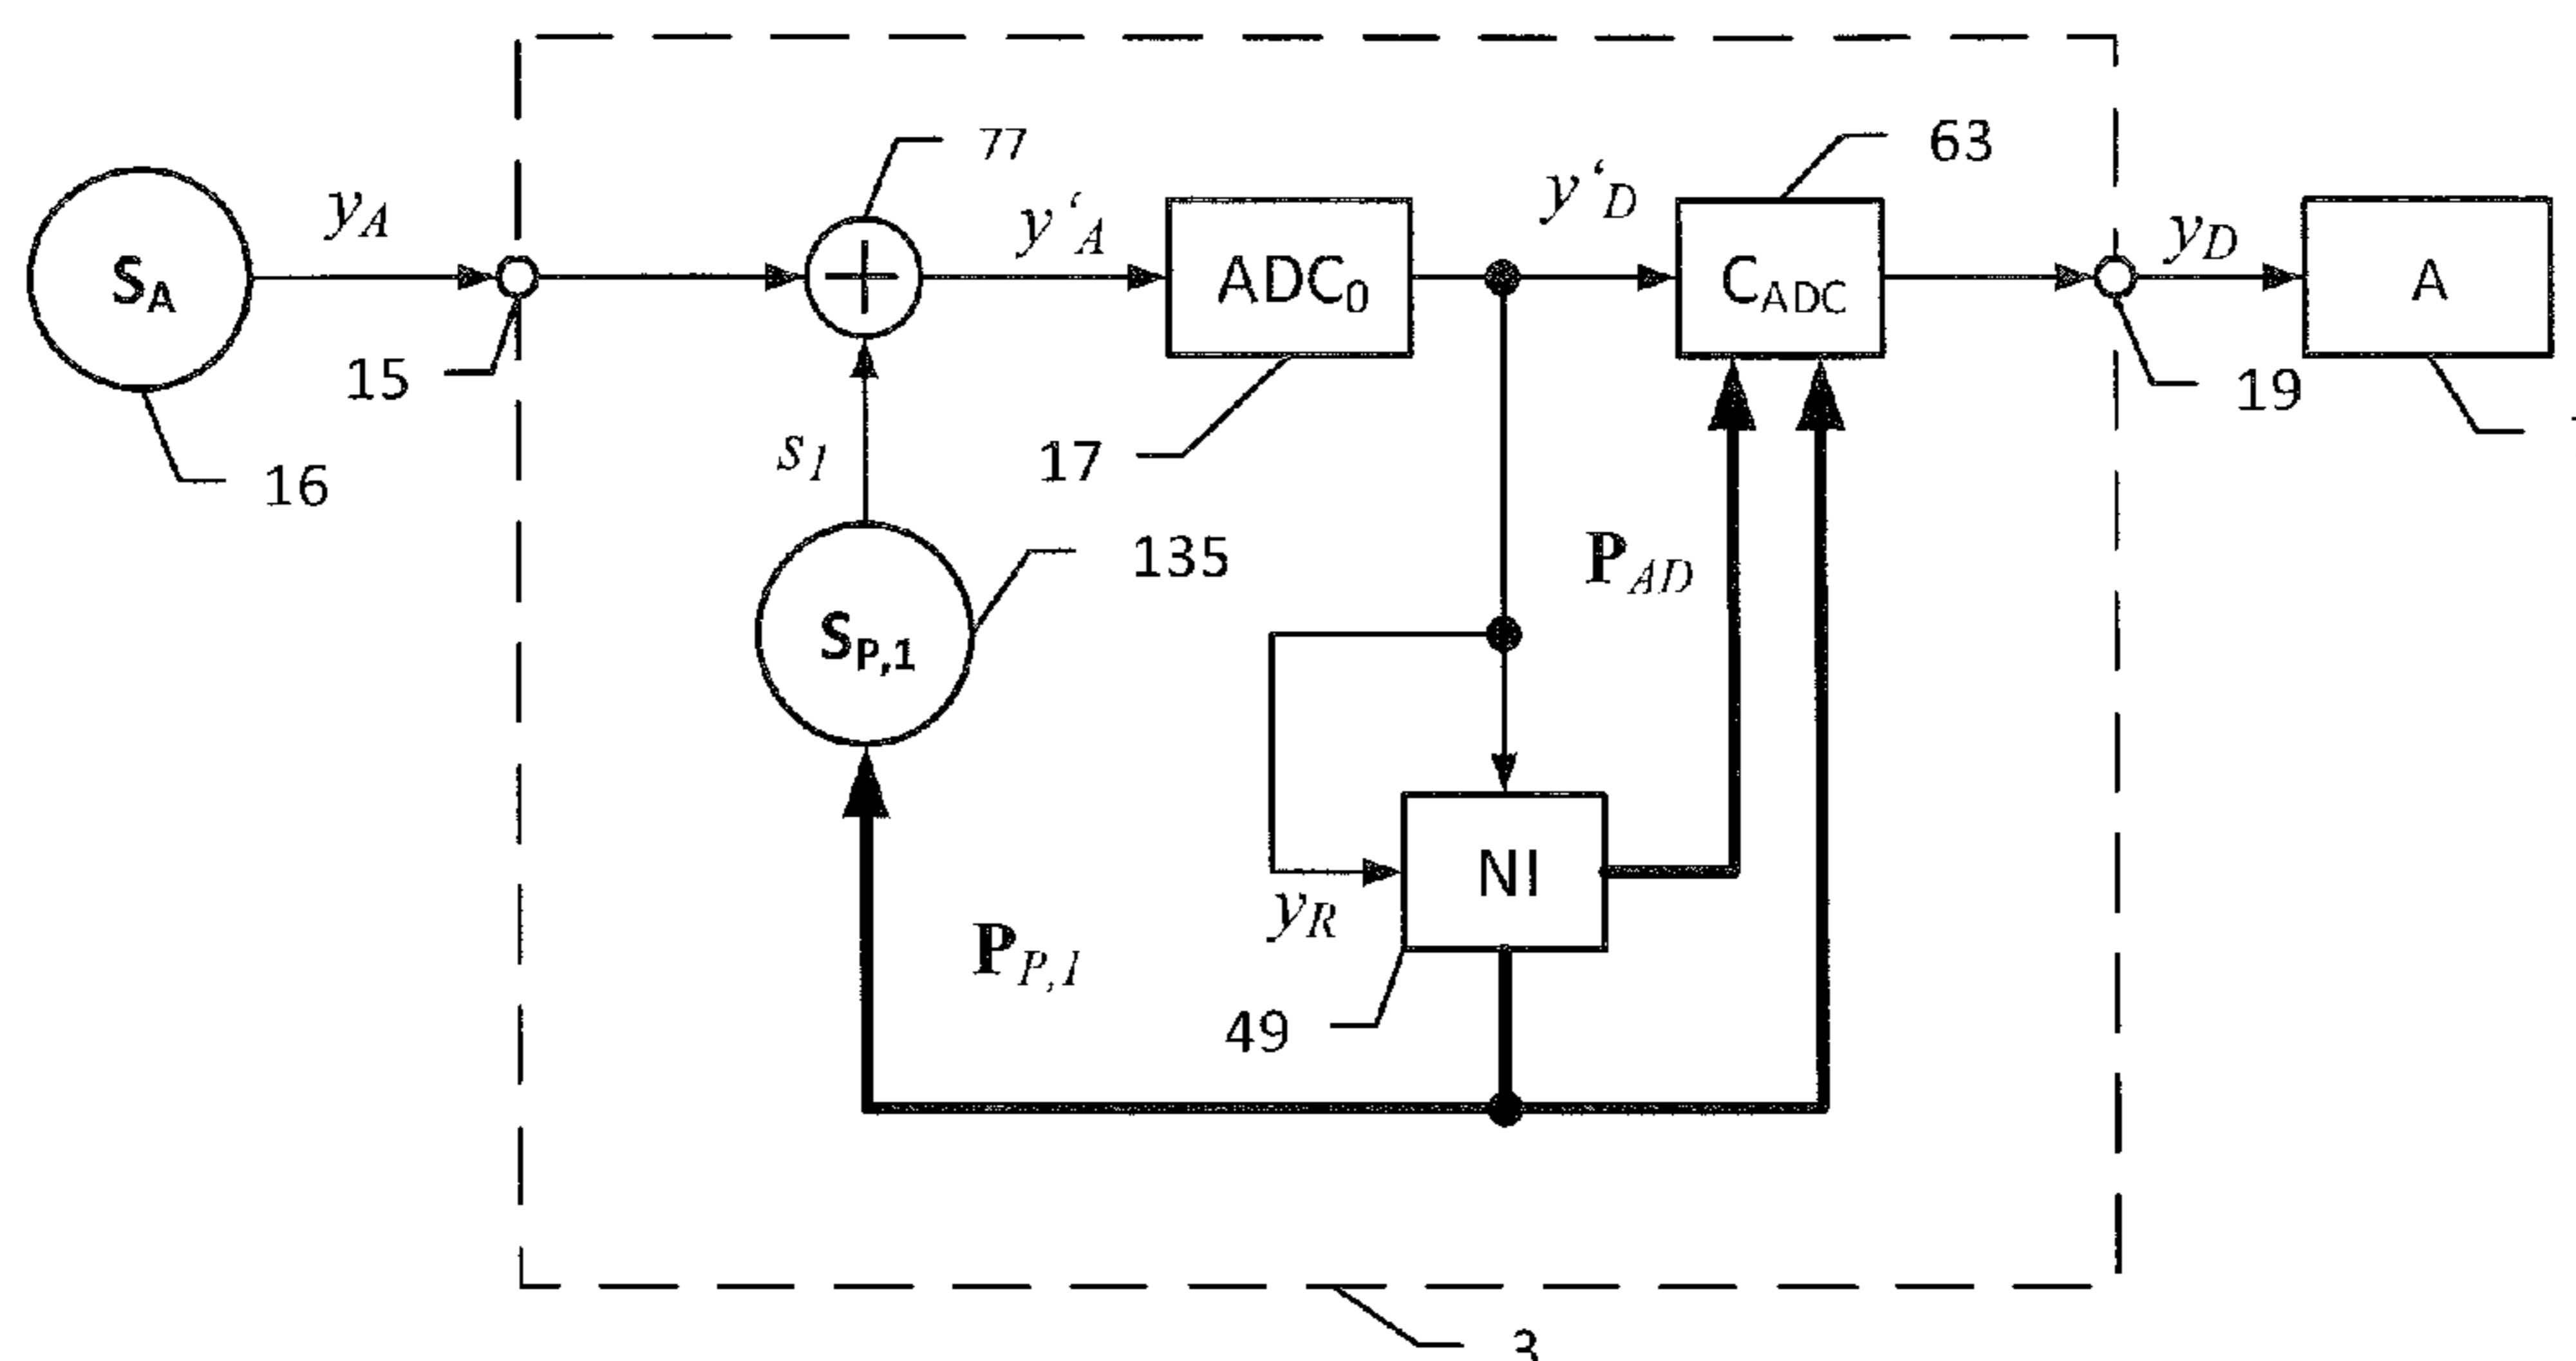 77
63
y_A
y'_A
y'_D
y_D
S_A
ADC_0
C_ADC
A
15
19
16
s_1
17
135
P_AD
S_P,1
NI
y_R
P_P,1
49
3